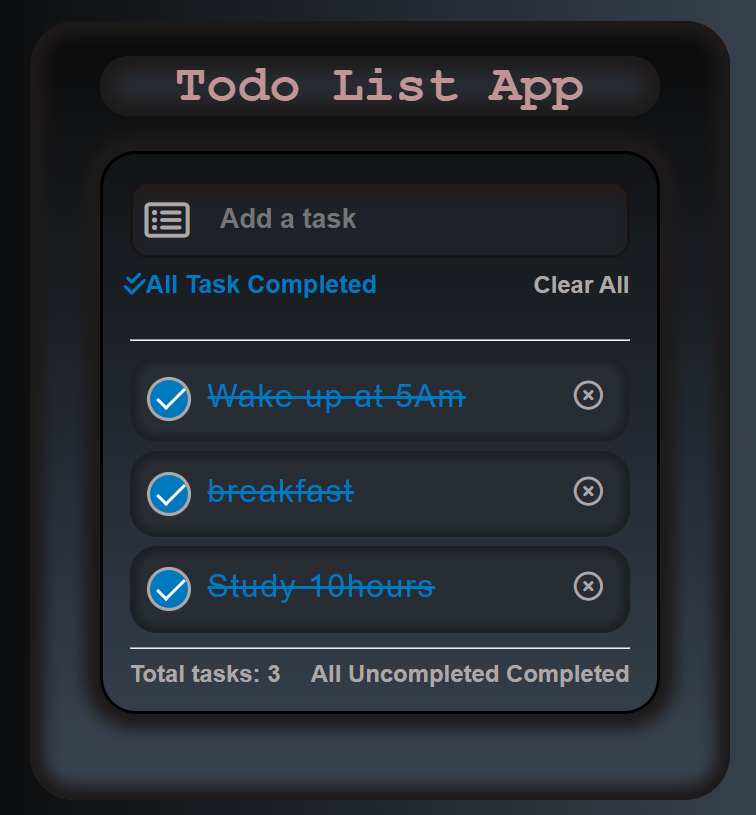 Todo List App
Add a task
All Task Completed Clear All
Wake up at 5Am
breakfast
Study 10hours
Total tasks: 3 All Uncompleted Completed